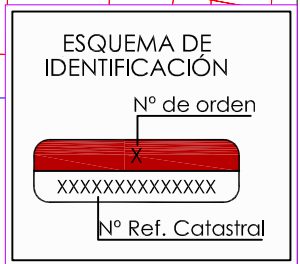 ESQUEMA DE
IDENTIFICACIÓN
Nº de orden
X
XXXXXXXXXXXXXX
Nº Ref. Catastral